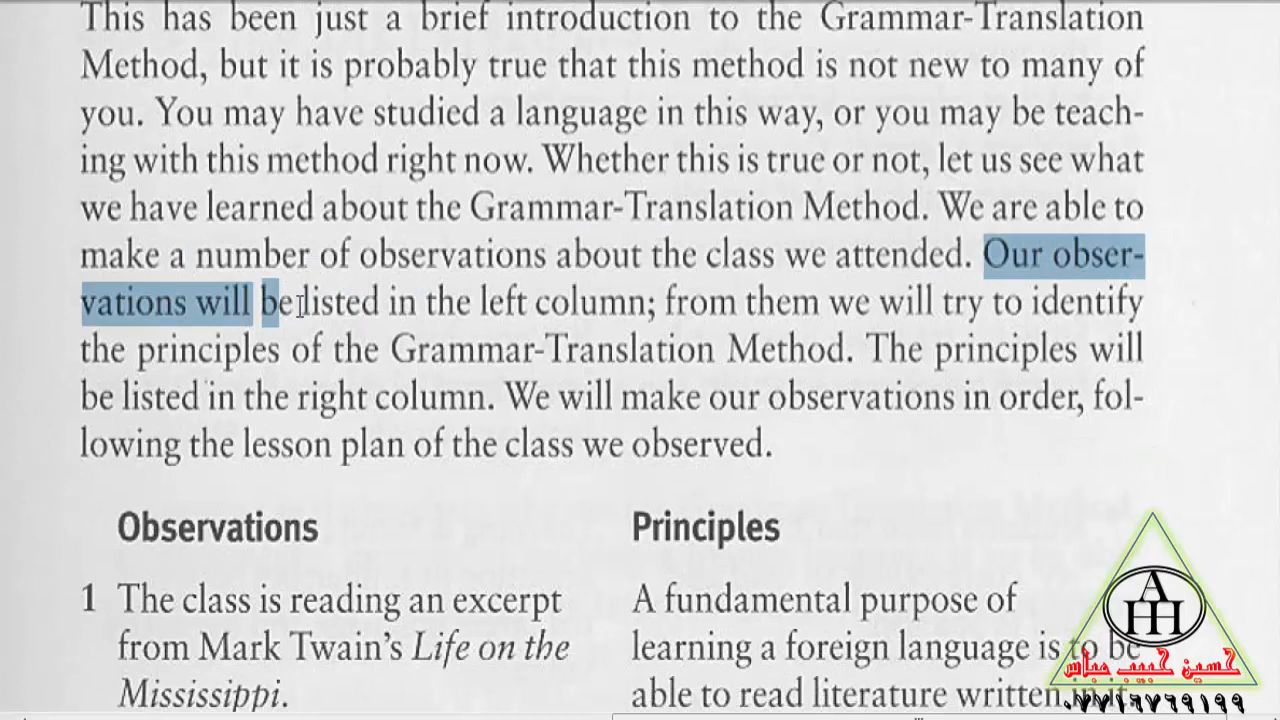 This has been just a brief introduction to the Grammar-Translation
Method, but it is probably true that this method is not new to many of
you. You may have studied a language in this way, or you may be teach-
ing with this method right now. Whether this is true or not, let us see what
we have learned about the Grammar-Translation Method. We are able to
make a number of observations about the class we attended. Our obser-
vations will be listed in the left column; from them we will try to identify
the principles of the Grammar-Translation Method. The principles will
be listed in the right column. We will make our observations in order, fol-
lowing the lesson plan of the class we observed.
Observations
1 The class is reading an excerpt
from Mark Twain's Life on the
Mississippi.
Principles
A fundamental purpose of
learning a foreign language is to be
able to read literature written in it.
AHH
حسين حبيب عباس
٠٧٧١٦٧٦٩١٩٩